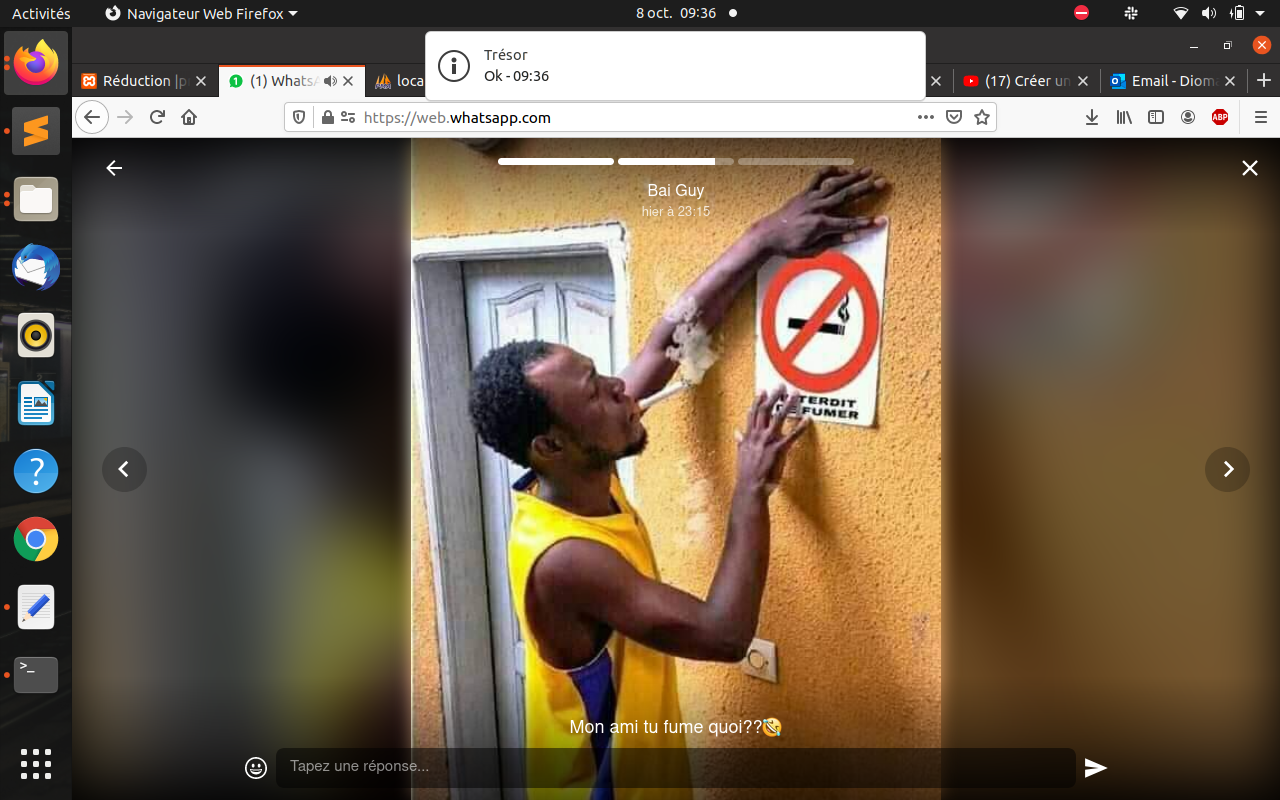 Activités
Navigateur Web Firefox
8 oct. 09:36
Trésor
Ok - 09:36
Réduction |p
(1) WhatsA
loca
(17) Créer un
Email - Diom
https://web.whatsapp.com
ABP
Bai Guy
hier à 23:15
TERDIT
FUMER
Mon ami tu fume quoi??🤣
Tapez une réponse...